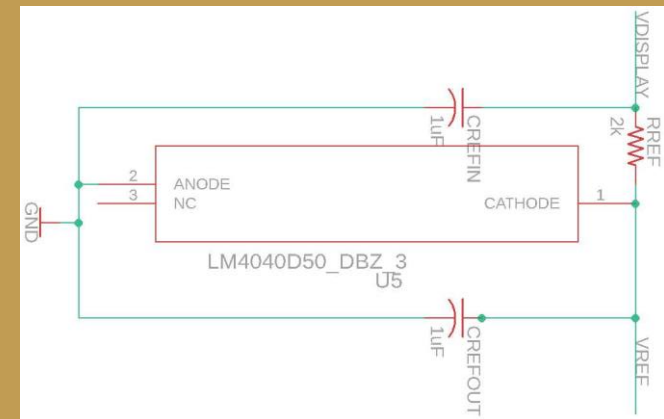 VDISPLAY
1uF
CREFIN
2k
RREF
2
ANODE
3
NC
CATHODE
1
GND
LM4040D50_DBZ_3
U5
1uF
CREFOUT
VREF